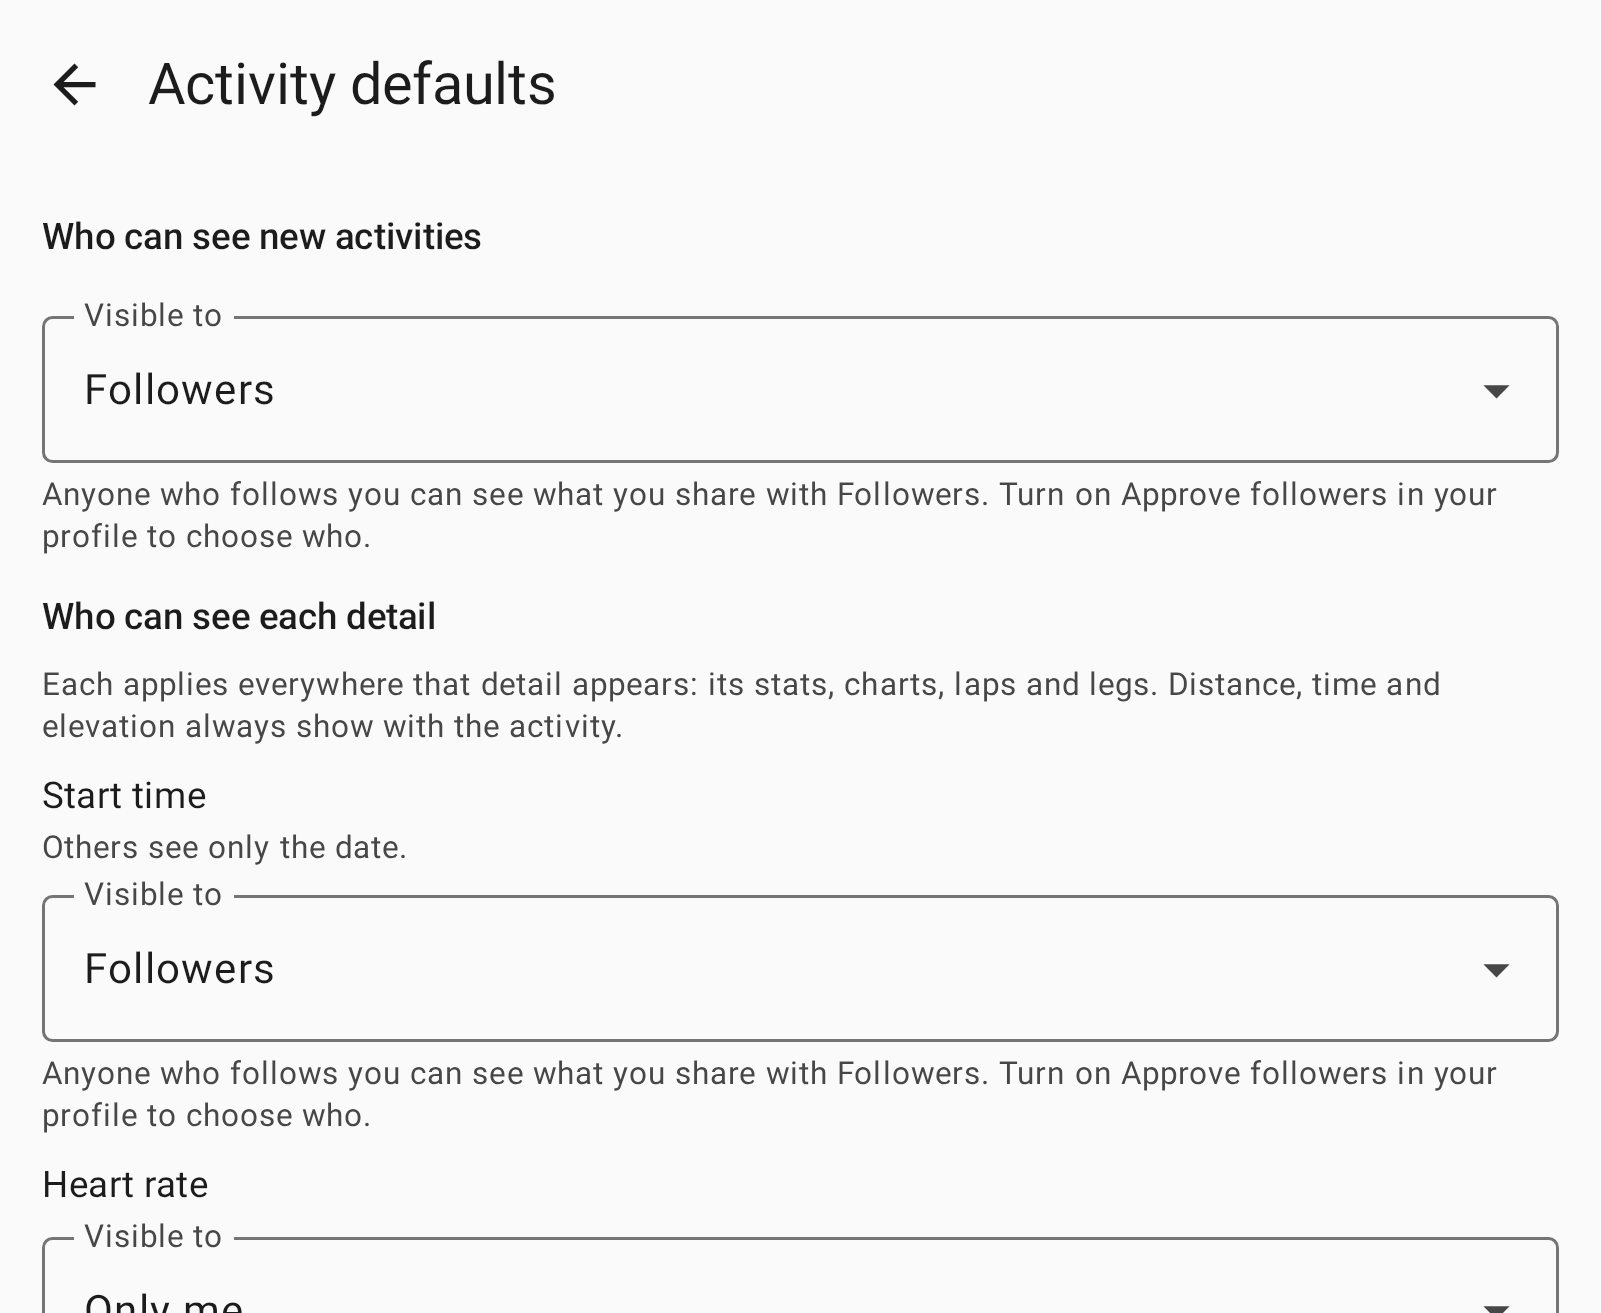 Activity defaults
Who can see new activities
Visible to
Followers
Anyone who follows you can see what you share with Followers. Turn on Approve followers in your
profile to choose who.
Who can see each detail
Each applies everywhere that detail appears: its stats, charts, laps and legs. Distance, time and
elevation always show with the activity.
Start time
Others see only the date.
Visible to
Followers
Anyone who follows you can see what you share with Followers. Turn on Approve followers in your
profile to choose who.
Heart rate
Visible to
Only me